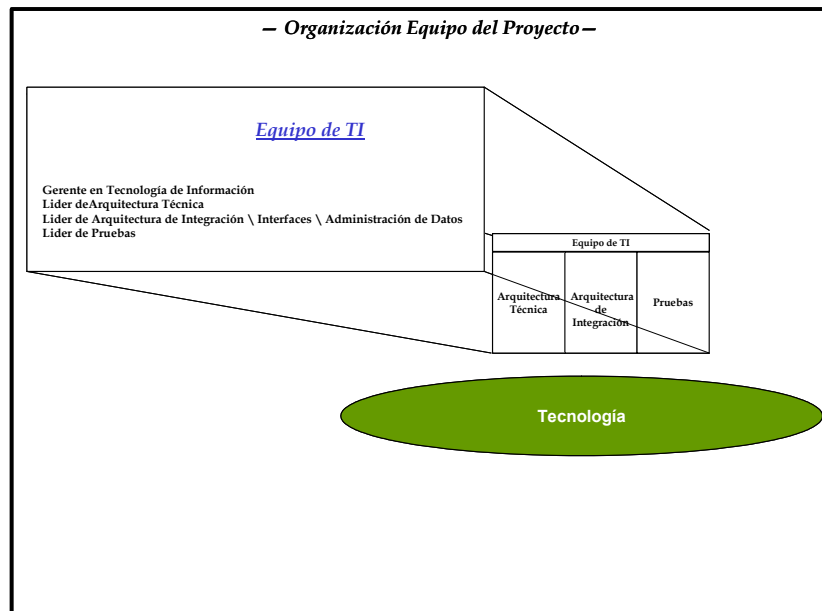 — Organización Equipo del Proyecto—
Equipo de TI
Gerente en Tecnología de Información
Lider deArquitectura Técnica
Lider de Arquitectura de Integración \ Interfaces \ Administración de Datos
Lider de Pruebas
Equipo de TI
Arquitectura
Técnica
Arquitectura
de
Integración
Pruebas
Tecnología